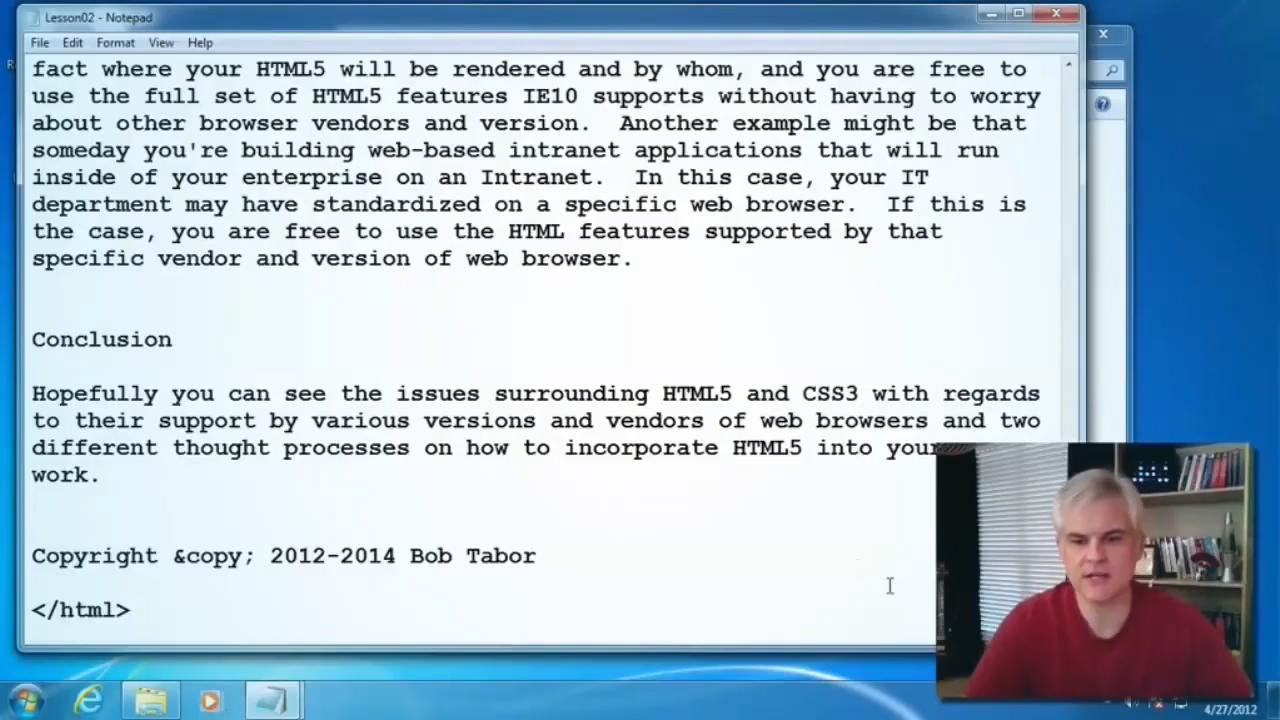 Lesson02 - Notepad
File Edit Format View Help
fact where your HTML5 will be rendered and by whom, and you are free to
use the full set of HTML5 features IE10 supports without having to worry
about other browser vendors and version.  Another example might be that
someday you're building web-based intranet applications that will run
inside of your enterprise on an Intranet.  In this case, your IT
department may have standardized on a specific web browser.  If this is
the case, you are free to use the HTML features supported by that
specific vendor and version of web browser.
Conclusion
Hopefully you can see the issues surrounding HTML5 and CSS3 with regards
to their support by various versions and vendors of web browsers and two
different thought processes on how to incorporate HTML5 into your
work.
Copyright &copy; 2012-2014 Bob Tabor
</html>
4/27/2012